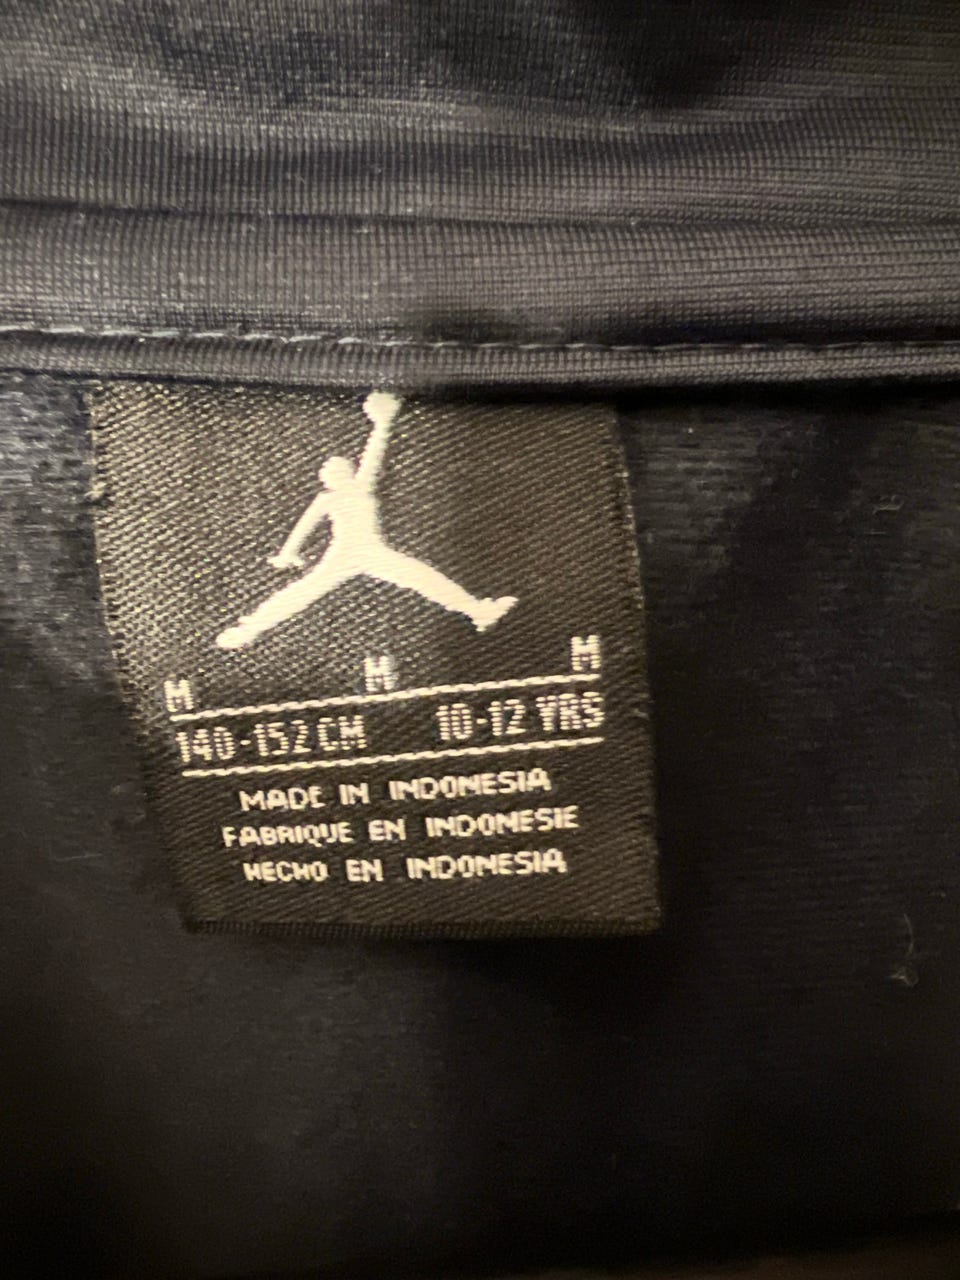 M M M
140-152 CM 10-12 YRS
MADE IN INDONESIA
FABRIQUE EN INDONESIE
HECHO EN INDONESIA